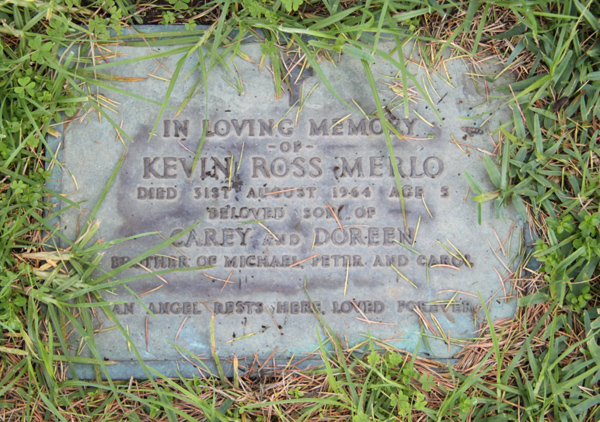 IN LOVING MEMORY
-OF-
KEVIN ROSS MERLO
DIED 31ST AUGUST 1964 AGE 3
BELOVED SON OF
CAREY AND DOREEN
BROTHER OF MICHAEL, PETER AND CAROL
AN ANGEL RESTS HERE, LOVED FOREVER